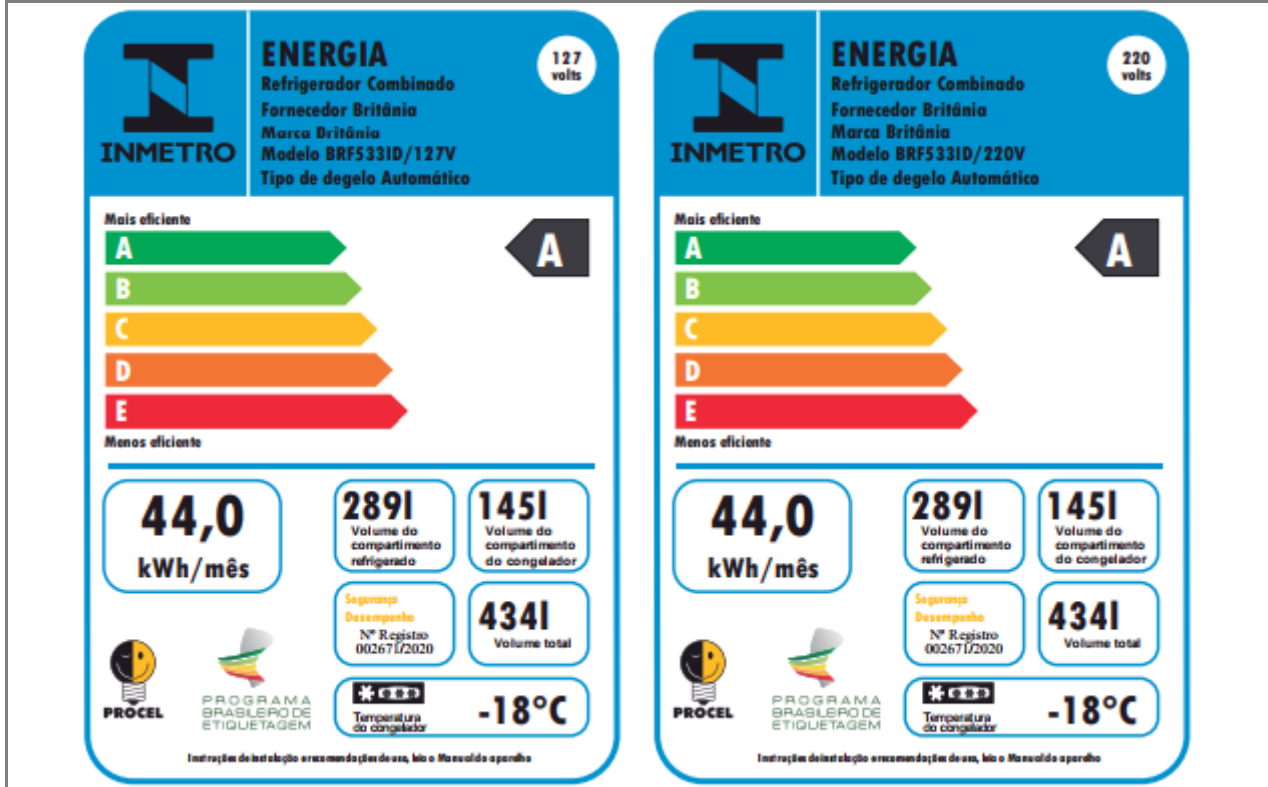 INMETRO
ENERGIA
Refrigerador Combinado
Fornecedor Britânia
Marca Dritânia
Modelo BRF533ID/127V
Tipo de degelo Automático
127
volts
Mais eficiente
A
A
B
C
D
E
Menos eficiente
44,0
kWh/mês
289l
Volume do
compartimento
refrigerado
145l
Volume do
compartimento
do congelador
Segurança
Desempenho
Nº Registro
002671/2020
434l
Volume total
PROCEL
PROGRAMA
BRASILERO DE
ETIQUETAGEM
Temperatura
do congelador
-18°C
Instruções de instalação e recomendações de uso, leia o Manual do aparelho
INMETRO
ENERGIA
Refrigerador Combinado
Fornecedor Britânia
Marca Britânia
Modelo BRF533ID/220V
Tipo de degelo Automático
220
volts
Mais eficiente
A
A
B
C
D
E
Menos eficiente
44,0
kWh/mês
289l
Volume do
compartimento
refrigerado
145l
Volume do
compartimento
do congelador
Segurança
Desempenho
Nº Registro
002671/2020
434l
Volume total
PROCEL
PROGRAMA
BRASILERO DE
ETIQUETAGEM
Temperatura
do congelador
-18°C
Instruções de instalação e recomendações de uso, leia o Manual do aparelho